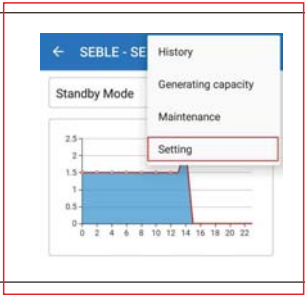 ← SEBLE - SE
History
Generating capacity
Standby Mode
Maintenance
Setting
2.5
2
1.5
1
0.5
0
0 2 4 6 8 10 12 14 16 18 20 22